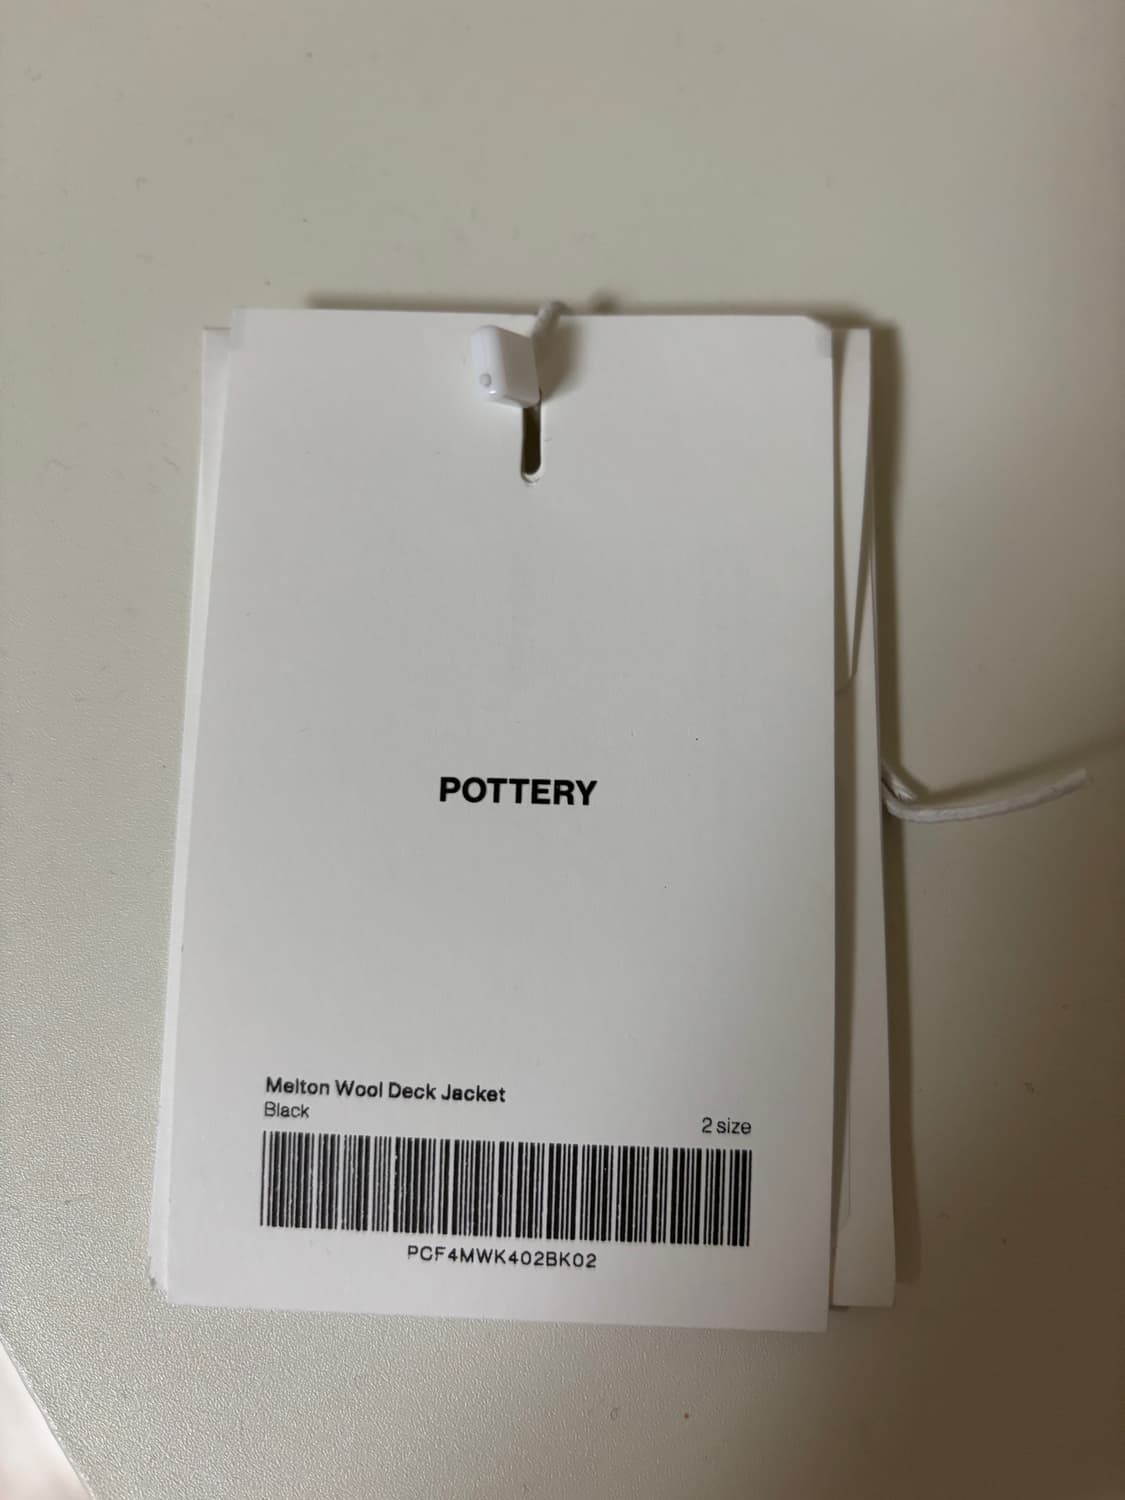 POTTERY
Melton Wool Deck Jacket
Black
2 size
PCF4MWK402BK02